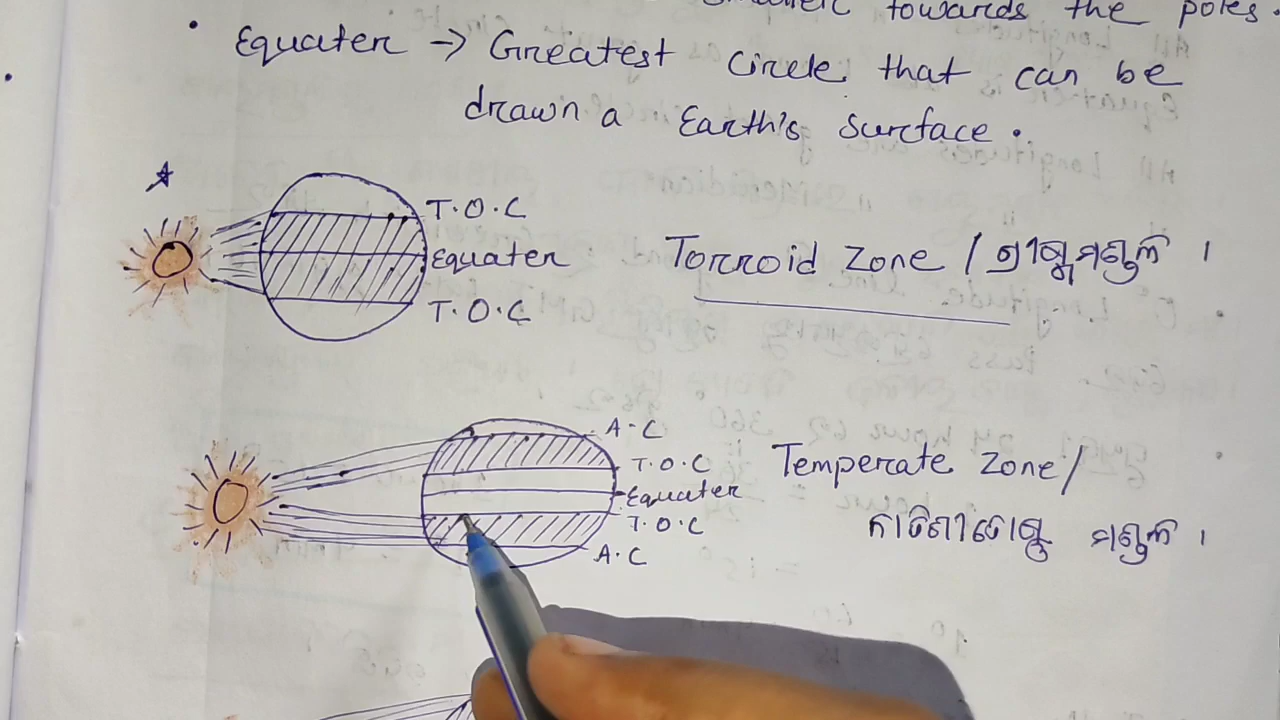 towards the poles.
Equater → Greatest circle that can be
drawn a Earth's surface.
T.O.C
Equater
T.O.C
Torroid Zone / ଗ୍ରୀଷ୍ମମଣ୍ଡଳ ।
A.C
T.O.C
Equater
T.O.C
A.C
Temperate Zone /
ନାତିଶୀତୋଷ୍ଣ ମଣ୍ଡଳ ।